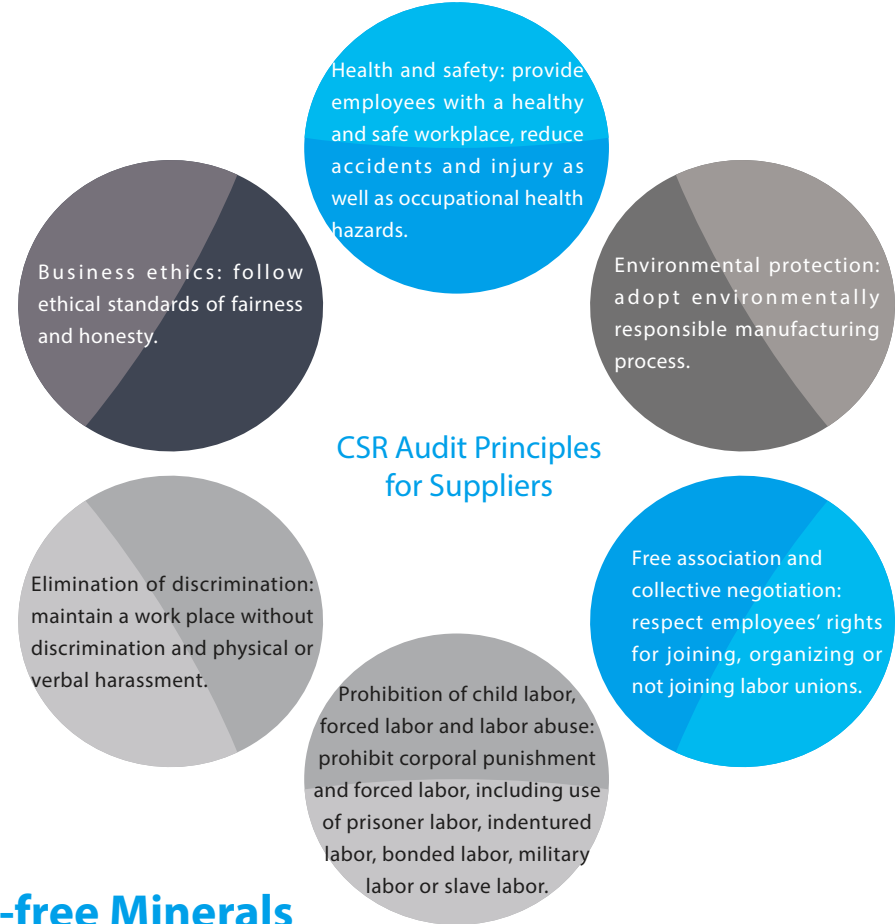 Health and safety: provide
employees with a healthy
and safe workplace, reduce
accidents and injury as
well as occupational health
hazards.
Business ethics: follow
ethical standards of fairness
and honesty.
Environmental protection:
adopt environmentally
responsible manufacturing
process.
CSR Audit Principles
for Suppliers
Elimination of discrimination:
maintain a work place without
discrimination and physical or
verbal harassment.
Free association and
collective negotiation:
respect employees’ rights
for joining, organizing or
not joining labor unions.
Prohibition of child labor,
forced labor and labor abuse:
prohibit corporal punishment
and forced labor, including use
of prisoner labor, indentured
labor, bonded labor, military
labor or slave labor.
-free Minerals